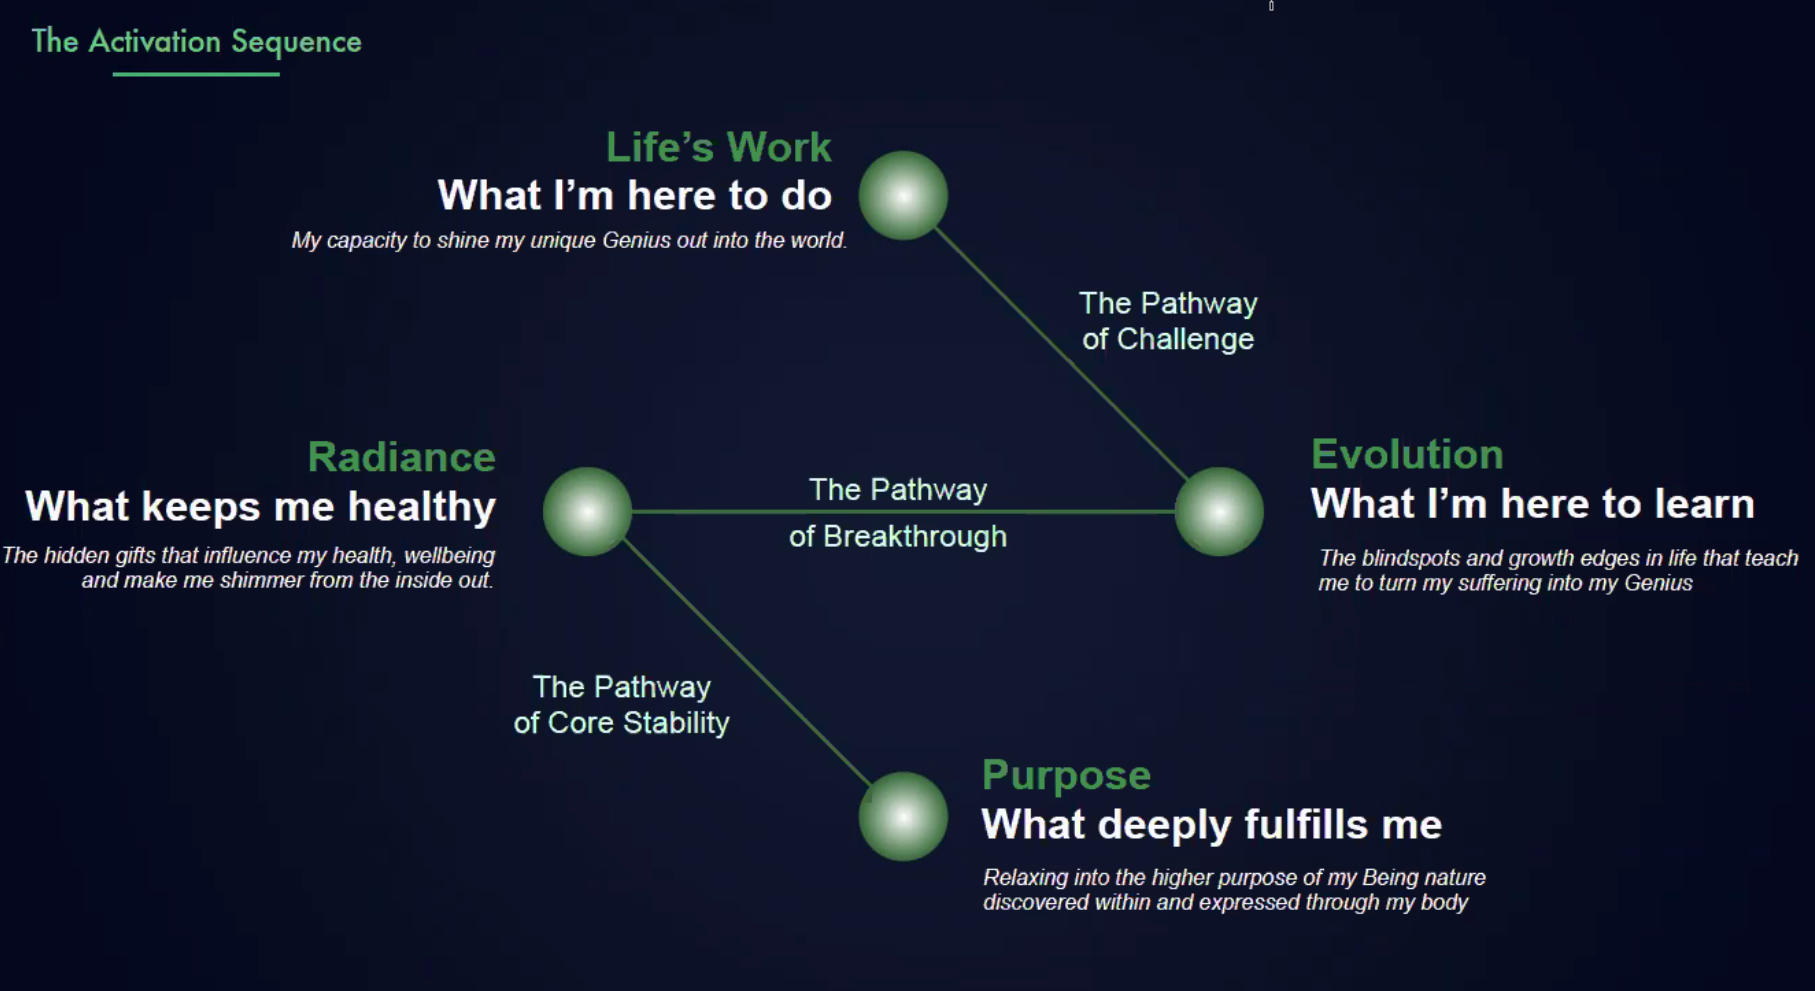 The Activation Sequence
Life’s Work
What I’m here to do
My capacity to shine my unique Genius out into the world.
The Pathway
of Challenge
Radiance
What keeps me healthy
The hidden gifts that influence my health, wellbeing
and make me shimmer from the inside out.
The Pathway
of Breakthrough
Evolution
What I’m here to learn
The blindspots and growth edges in life that teach
me to turn my suffering into my Genius
The Pathway
of Core Stability
Purpose
What deeply fulfills me
Relaxing into the higher purpose of my Being nature
discovered within and expressed through my body